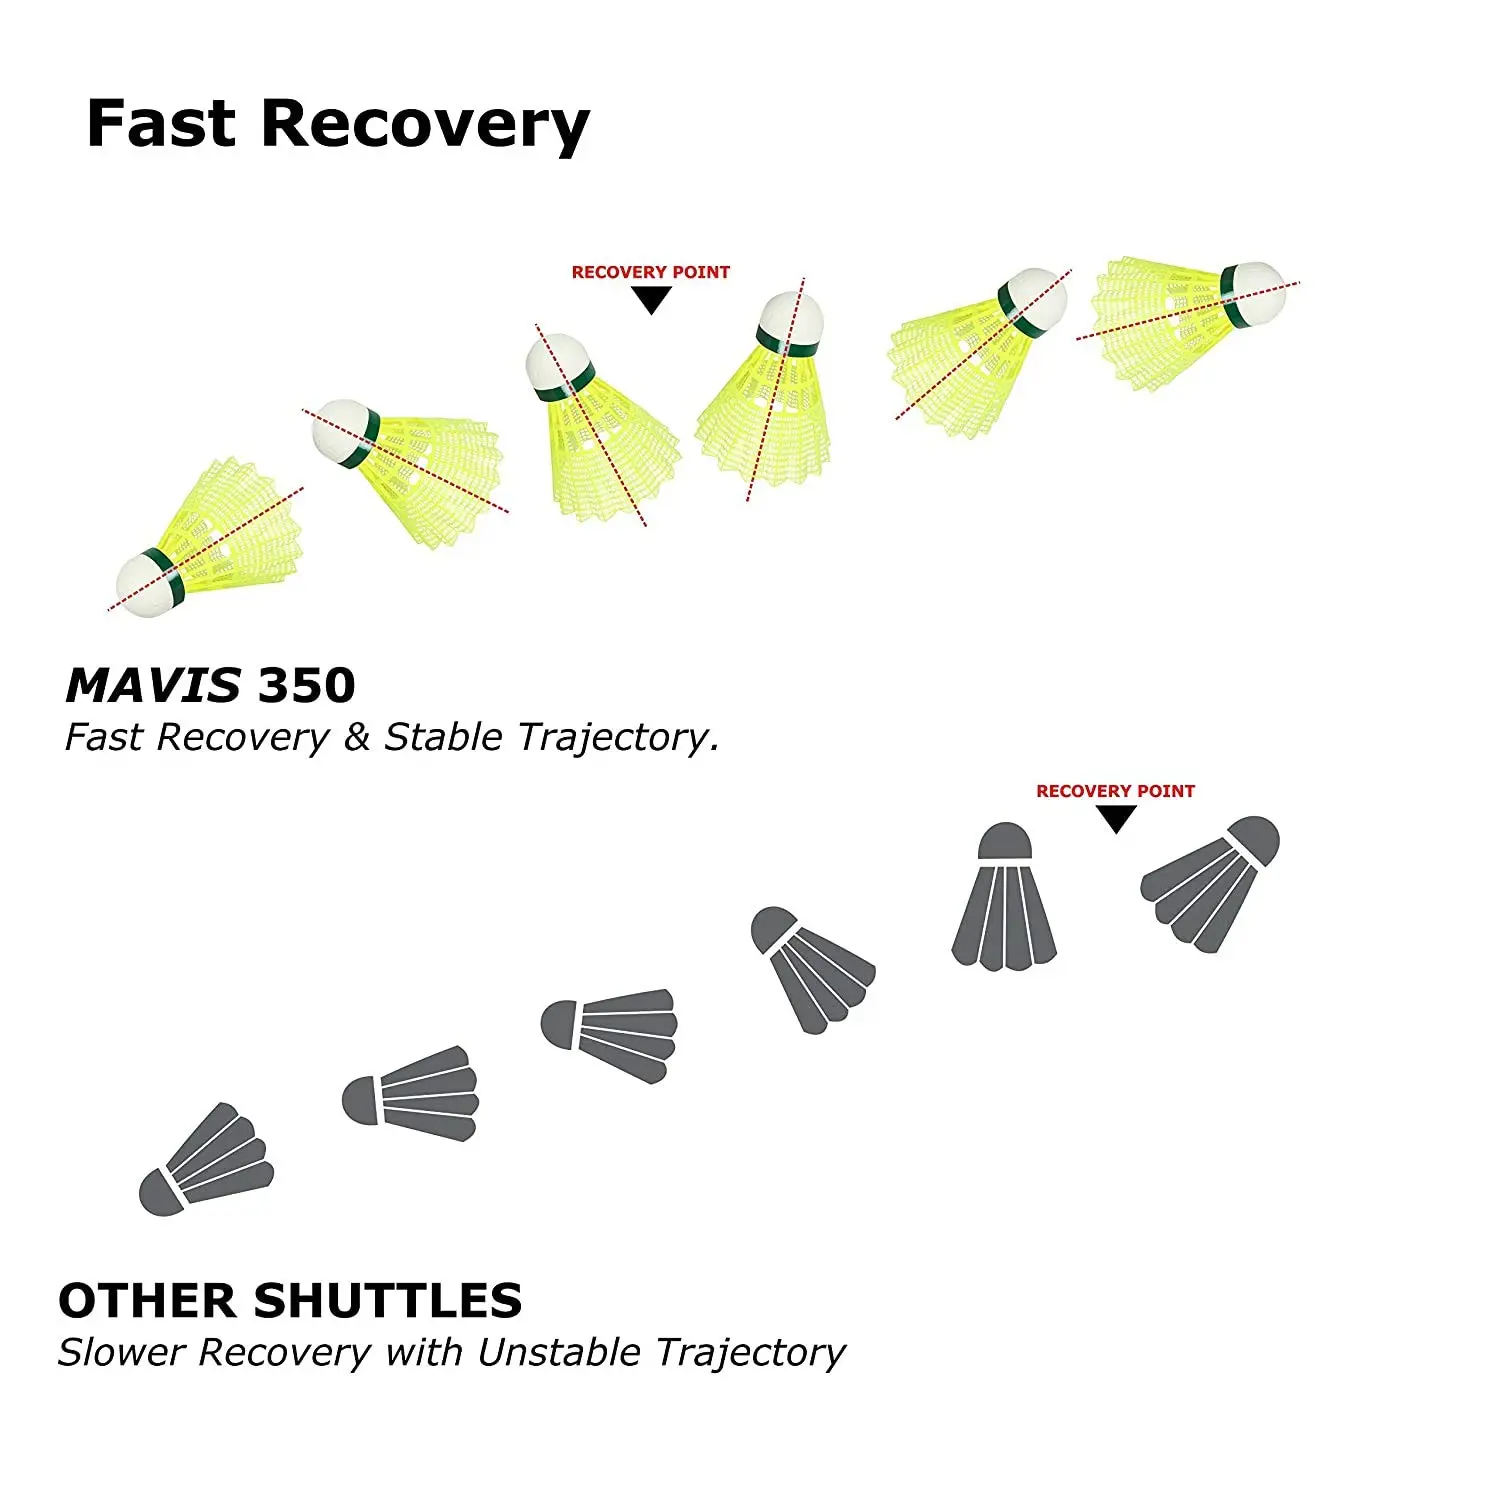 Fast Recovery
RECOVERY POINT
MAVIS 350
Fast Recovery & Stable Trajectory.
RECOVERY POINT
OTHER SHUTTLES
Slower Recovery with Unstable Trajectory